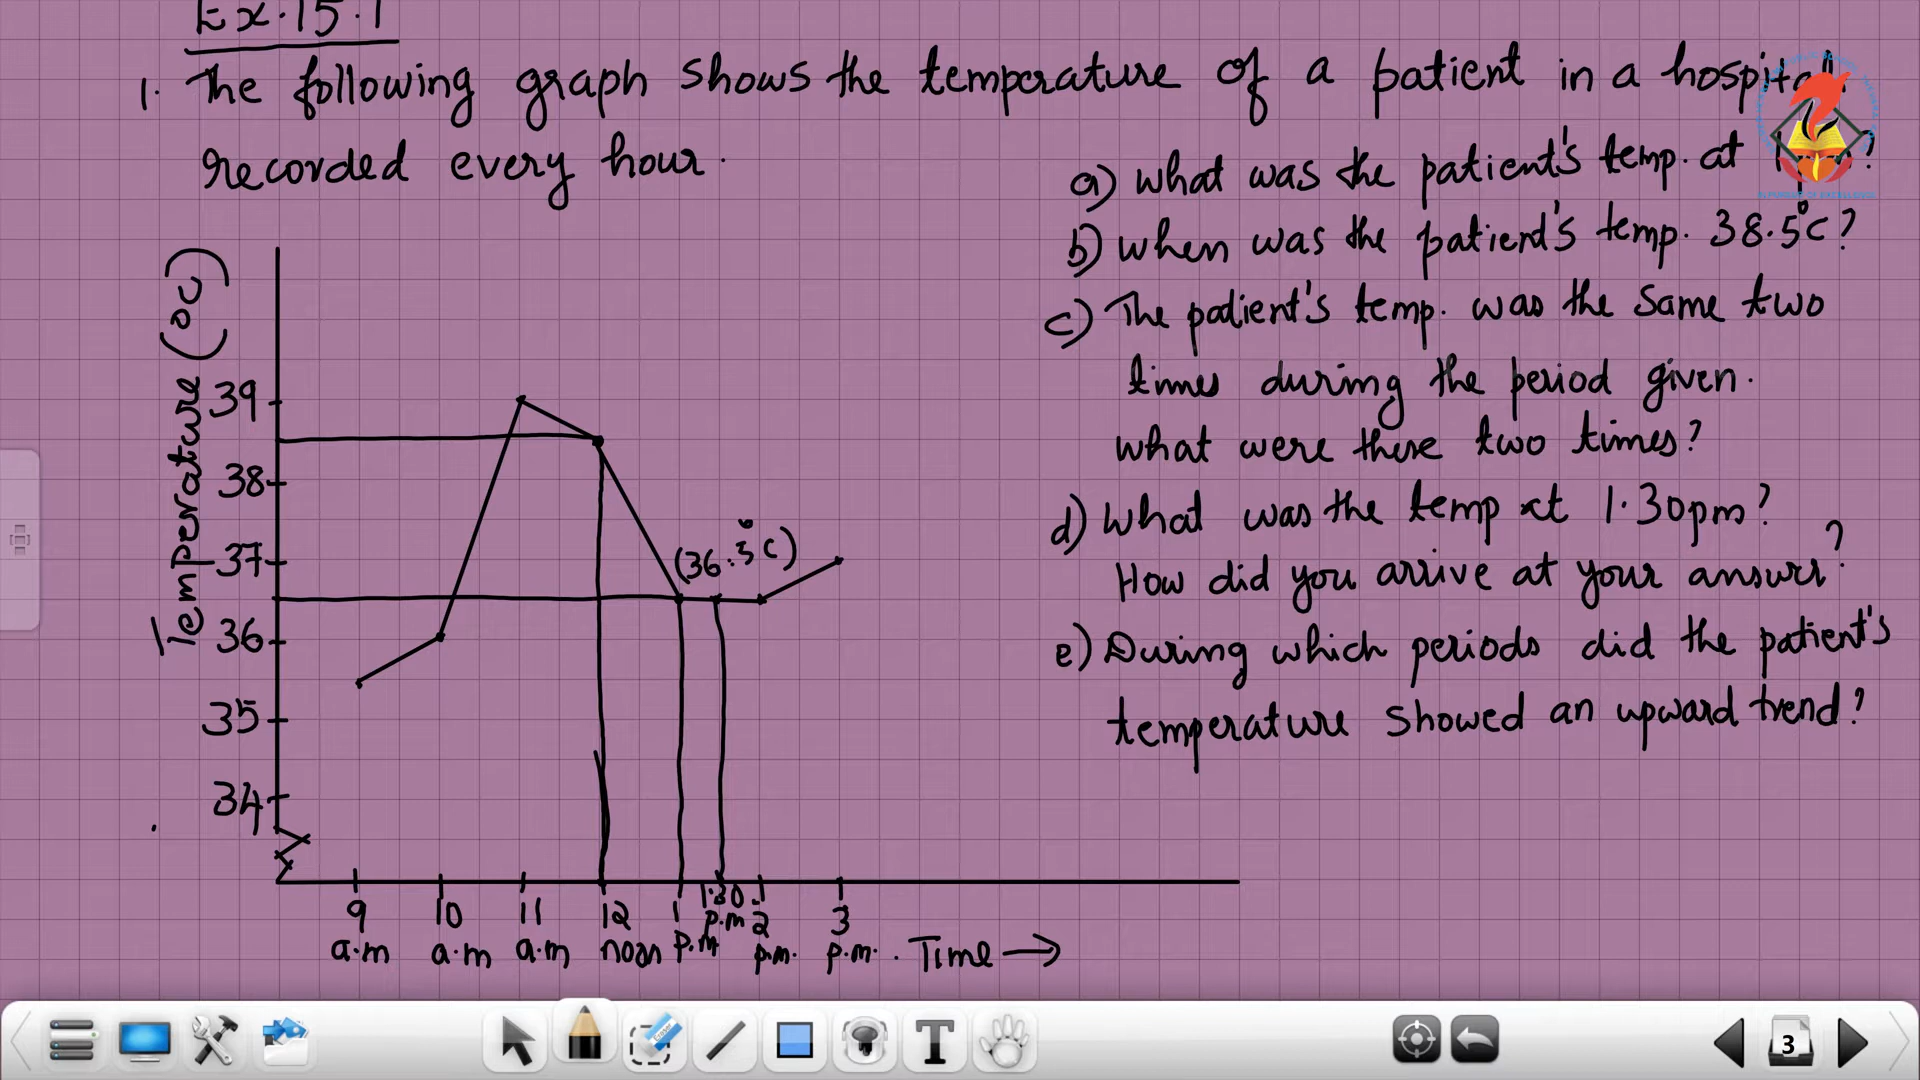 Ex.15.1
1. The following graph shows the temperature of a patient in a hospital
recorded every hour.
a) what was the patient's temp. at ?
b) when was the patient's temp. 38.5°c?
c) The patient's temp. was the same two
times during the period given.
what were these two times?
d) What was the temp at 1.30pm?
How did you arrive at your answer?
e) During which periods did the patient's
temperature showed an upward trend?
Temperature (oc)
39
38
37
36
35
34
(36.5°c)
9 10 11 12 1 1.30 2 3
a.m a.m a.m noon p.m p.m p.m. p.m. Time
T
3